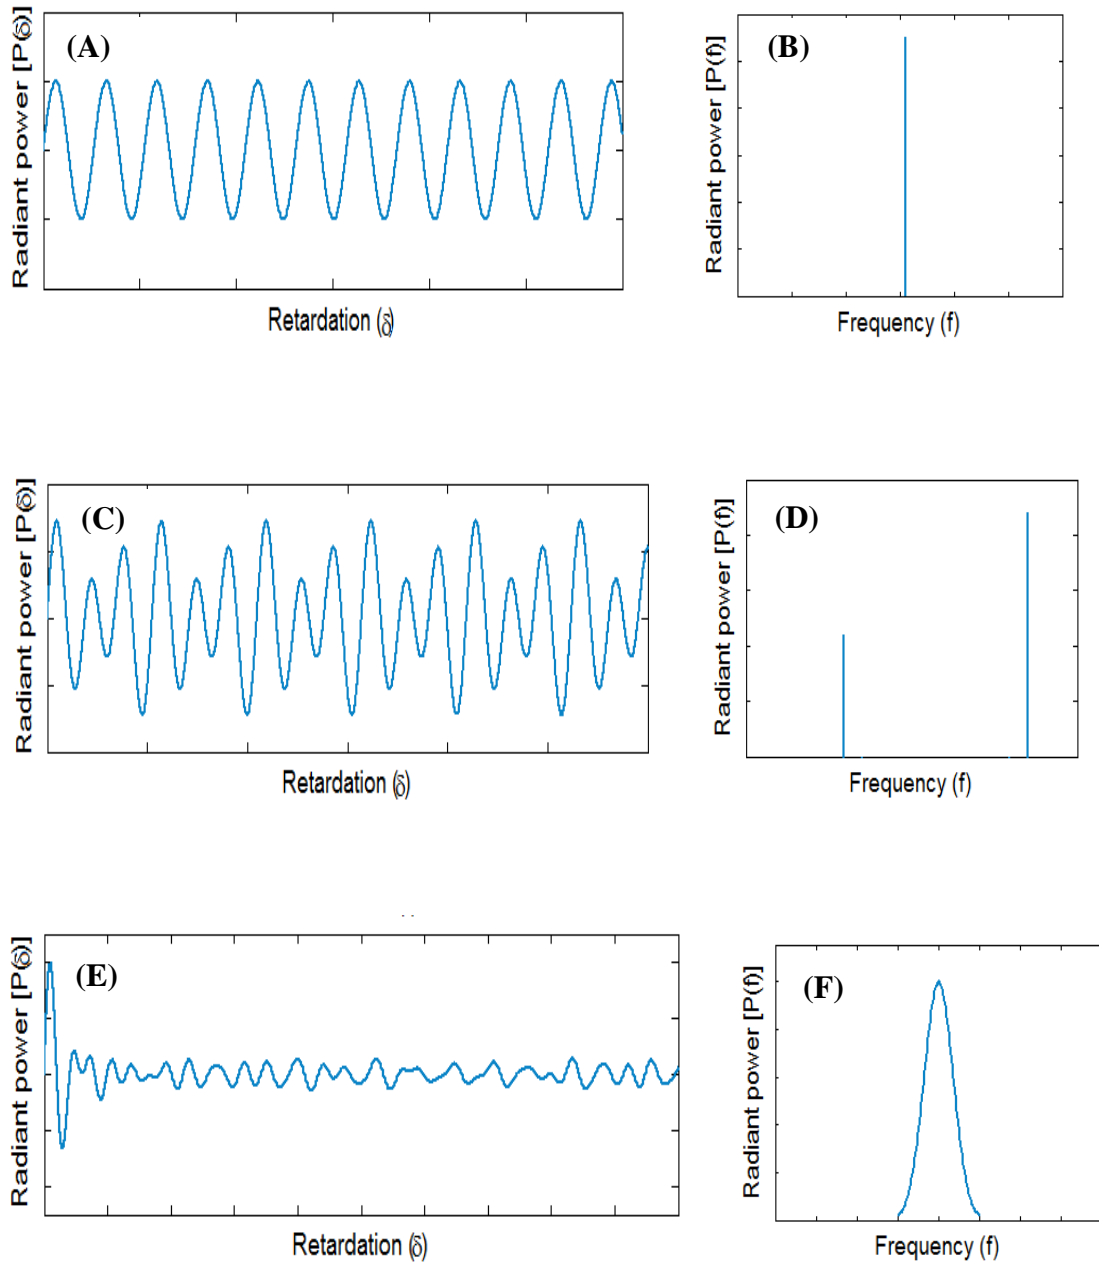 Radiant power [P(δ)]
(A)
Retardation (δ)
Radiant power [P(f)]
(B)
Frequency (f)
Radiant power [P(δ)]
(C)
Retardation (δ)
Radiant power [P(f)]
(D)
Frequency (f)
Radiant power [P(δ)]
(E)
Retardation (δ)
Radiant power [P(f)]
(F)
Frequency (f)